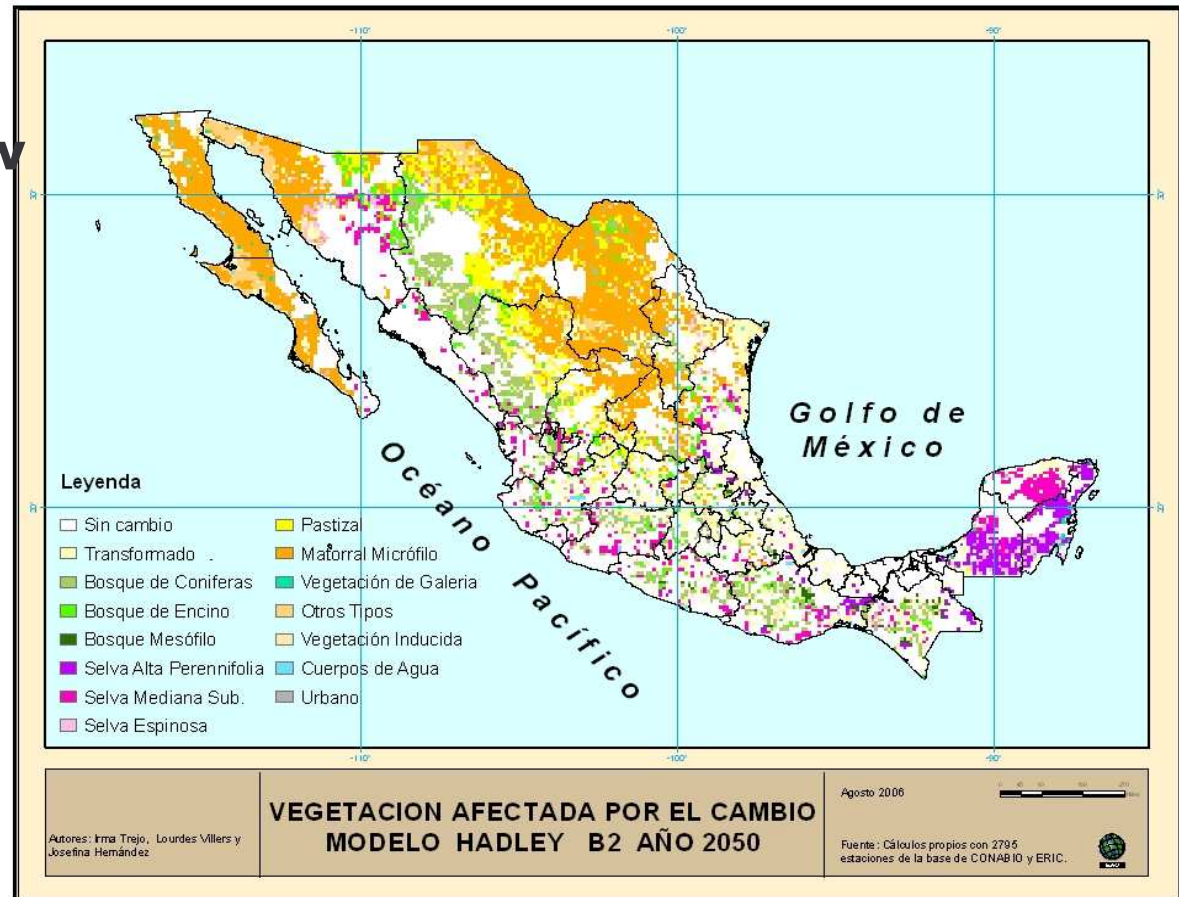 v
-110° -100° -90°
Golfo de
México
Océano Pacífico
Leyenda
Sin cambio
Transformado
Bosque de Coniferas
Bosque de Encino
Bosque Mesófilo
Selva Alta Perennifolia
Selva Mediana Sub.
Selva Espinosa
Pastizal
Matorral Micrófilo
Vegetación de Galeria
Otros Tipos
Vegetación Inducida
Cuerpos de Agua
Urbano
-110° -100° -90°
Autores: Irma Trejo, Lourdes Villers y
Josefina Hernández
VEGETACION AFECTADA POR EL CAMBIO
MODELO HADLEY B2 AÑO 2050
Agosto 2006
Fuente: Cálculos propios con 2795
estaciones de la base de CONABIO y ERIC.